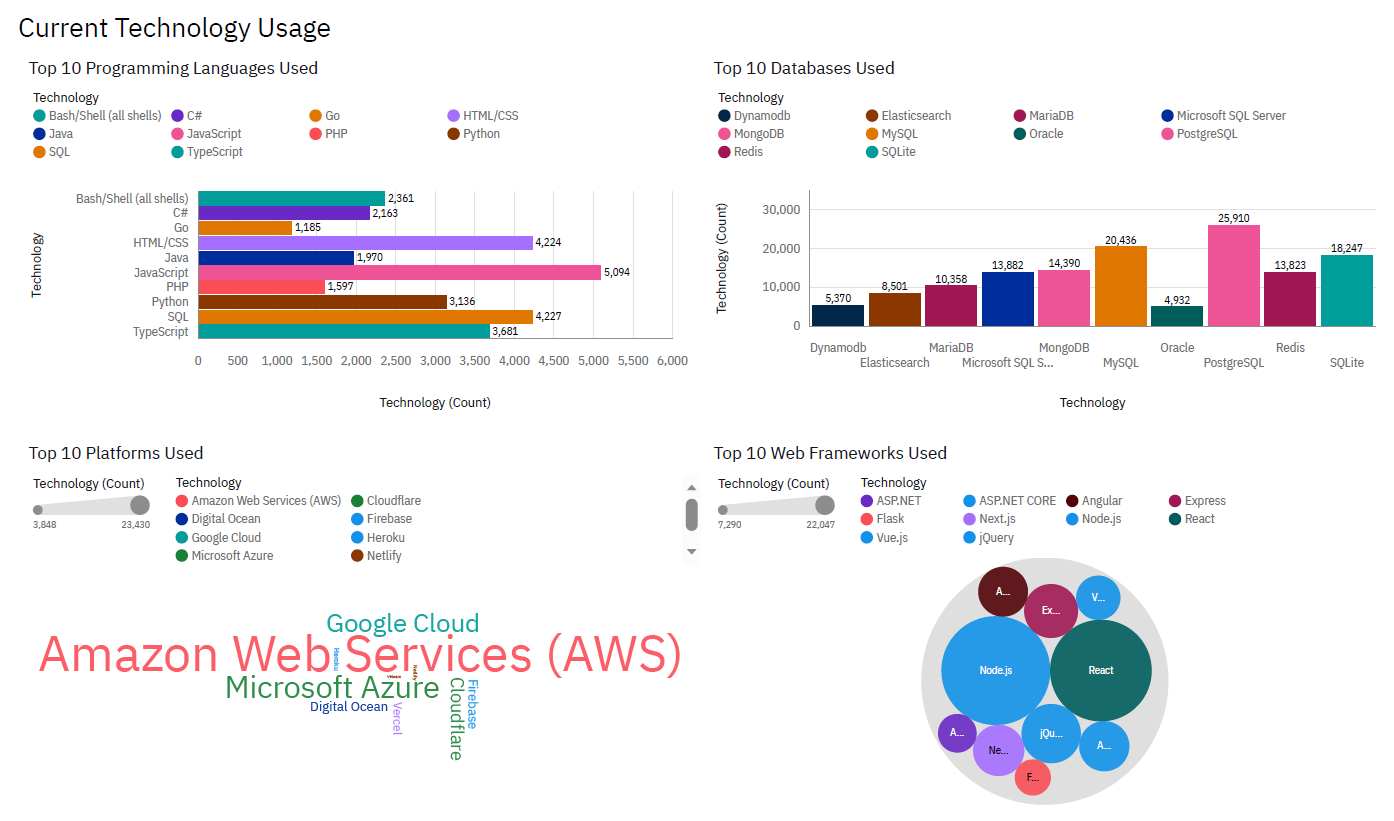 Current Technology Usage
Top 10 Programming Languages Used
Technology
Bash/Shell (all shells) C# Go HTML/CSS
Java JavaScript PHP Python
SQL TypeScript
Technology
Bash/Shell (all shells) 2,361
C# 2,163
Go 1,185
HTML/CSS 4,224
Java 1,970
JavaScript 5,094
PHP 1,597
Python 3,136
SQL 4,227
TypeScript 3,681
0 500 1,000 1,500 2,000 2,500 3,000 3,500 4,000 4,500 5,000 5,500 6,000
Technology (Count)
Top 10 Databases Used
Technology
Dynamodb Elasticsearch MariaDB Microsoft SQL Server
MongoDB MySQL Oracle PostgreSQL
Redis SQLite
Technology (Count)
30,000
20,000
10,000
0
5,370 8,501 10,358 13,882 14,390 20,436 4,932 25,910 13,823 18,247
Dynamodb MariaDB MongoDB Oracle Redis
Elasticsearch Microsoft SQL S... MySQL PostgreSQL SQLite
Technology
Top 10 Platforms Used
Technology (Count)
3,848 23,430
Technology
Amazon Web Services (AWS) Cloudflare
Digital Ocean Firebase
Google Cloud Heroku
Microsoft Azure Netlify
Google Cloud
Amazon Web Services (AWS)
Heroku
Netlify
VMware
Microsoft Azure
Digital Ocean
Vercel
Cloudflare
Firebase
Top 10 Web Frameworks Used
Technology (Count)
7,290 22,047
Technology
ASP.NET ASP.NET CORE Angular Express
Flask Next.js Node.js React
Vue.js jQuery
A... Ex... V...
Node.js React
A... Ne... jQu... A...
F...